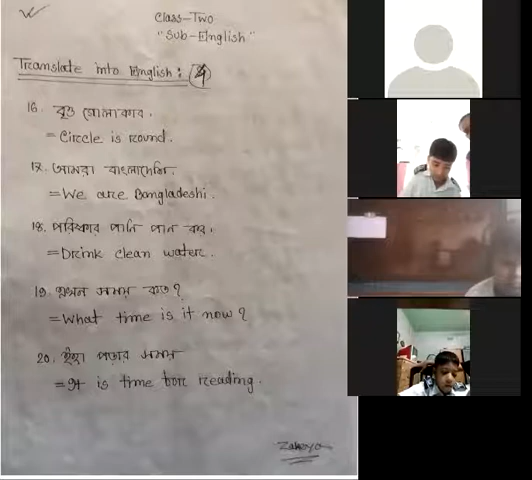 Class-Two
"Sub-English"
Translate into English:
16. বৃত্ত গোলাকার.
= Circle is round.
17. আমরা বাংলাদেশি.
= We are Bangladeshi.
18. পরিষ্কার পানি পান কর.
= Drink clean water.
19. এখন সময় কত?
= What time is it now?
20. ইহা পড়ার সময়
= It is time for reading.